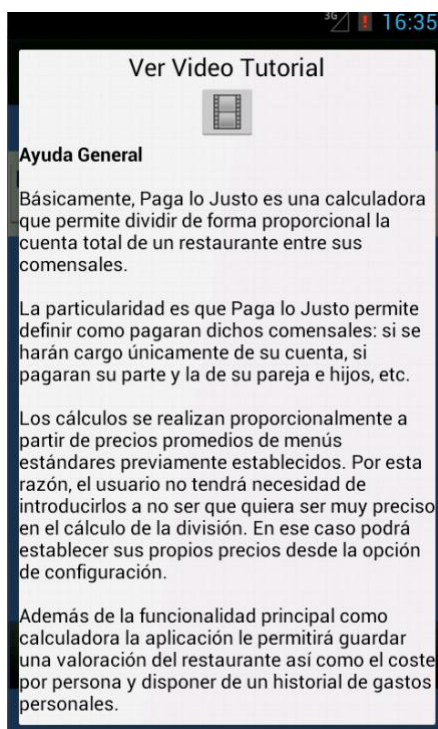 3G 16:35
Ver Video Tutorial
Ayuda General
Básicamente, Paga lo Justo es una calculadora
que permite dividir de forma proporcional la
cuenta total de un restaurante entre sus
comensales.
La particularidad es que Paga lo Justo permite
definir como pagaran dichos comensales: si se
harán cargo únicamente de su cuenta, si
pagaran su parte y la de su pareja e hijos, etc.
Los cálculos se realizan proporcionalmente a
partir de precios promedios de menús
estándares previamente establecidos. Por esta
razón, el usuario no tendrá necesidad de
introducirlos a no ser que quiera ser muy preciso
en el cálculo de la división. En ese caso podrá
establecer sus propios precios desde la opción
de configuración.
Además de la funcionalidad principal como
calculadora la aplicación le permitirá guardar
una valoración del restaurante así como el coste
por persona y disponer de un historial de gastos
personales.